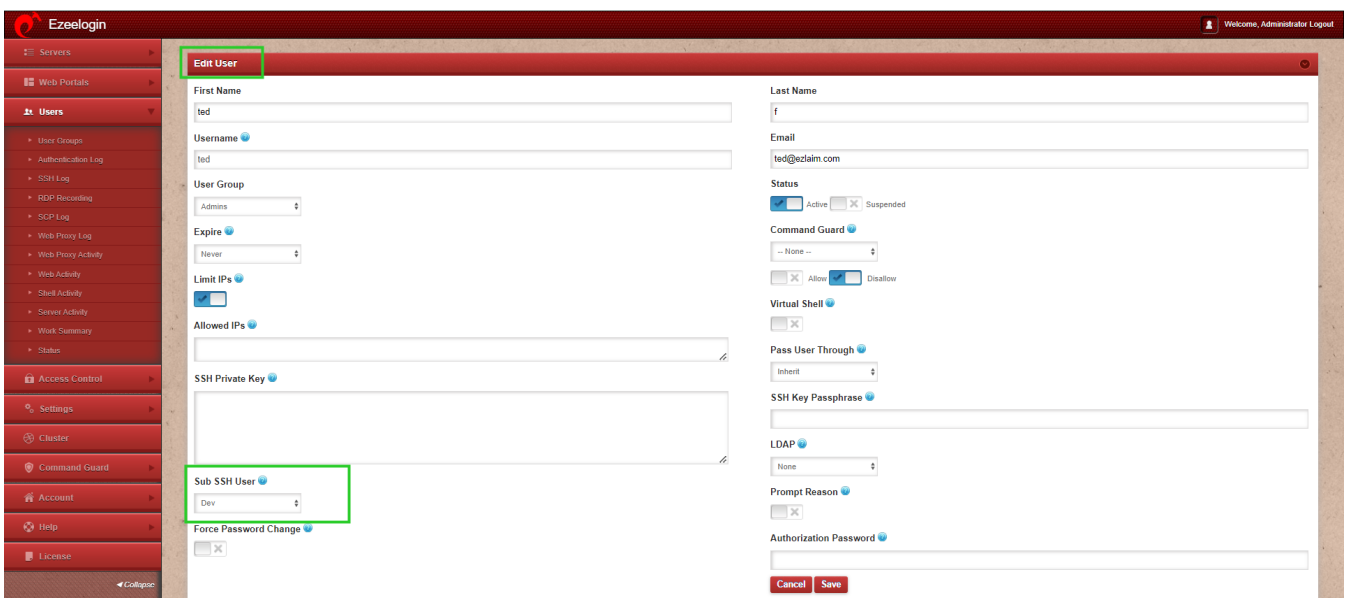 Ezeelogin
Welcome, Administrator Logout
Servers
Web Portals
Users
User Groups
Authentication Log
SSH Log
RDP Recording
SCP Log
Web Proxy Log
Web Proxy Activity
Web Activity
Shell Activity
Server Activity
Work Summary
Status
Access Control
Settings
Cluster
Command Guard
Account
Help
License
Collapse
Edit User
First Name
ted
Username
ted
User Group
Admins
Expire
Never
Limit IPs
Allowed IPs
SSH Private Key
Sub SSH User
Dev
Force Password Change
Last Name
f
Email
ted@ezlaim.com
Status
Active Suspended
Command Guard
-- None --
Allow Disallow
Virtual Shell
Pass User Through
Inherit
SSH Key Passphrase
LDAP
None
Prompt Reason
Authorization Password
Cancel Save